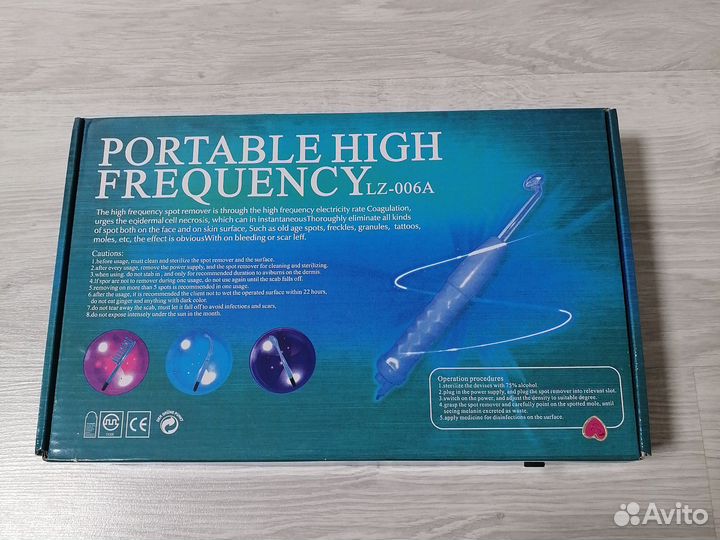 PORTABLE HIGH
FREQUENCY LZ-006A
The high frequency spot remover is through the high frequency electricity rate Coagulation,
urges the eqidermal cell necrosis, which can in instantaneousThoroughly eliminate all kinds
of spot both on the face and on skin surface, Such as old age spots, freckles, granules, tattoos,
moles, etc, the effect is obviousWith on bleeding or scar leff.
Cautions:
1.before usage, must clean and sterilize the spot remover and the surface.
2.after every usage, remove the power supply, and the spot remover for cleaning and sterilizing.
3.when using, do not stab in, and only for recommended duration to aviburns on the dermis.
4.If spor are not to remover during one usage, do not use again until the scab falls off.
5.removing on more than 5 spots is recommended in one usage.
6.after the usage, it is recommended the client not to wet the operated surface within 22 hours,
do not eat ginger and anything with dark color.
7.do not tear away the scab, must let it fall off to avoid infections and scars,
8.do not expose intensively under the sun in the month.
Operation procedures
1.sterilize the devises with 75% alcohol.
2.plug in the power supply, and plug the spot remover into relevant slot.
3.switch on the power, and adjust the density to suitable degree.
4.grasp the spot remover and carefully point on the spotted mole, until
seeing melanin excreted as waste.
5.apply medicine for disinfections on the surface.
CE
Avito